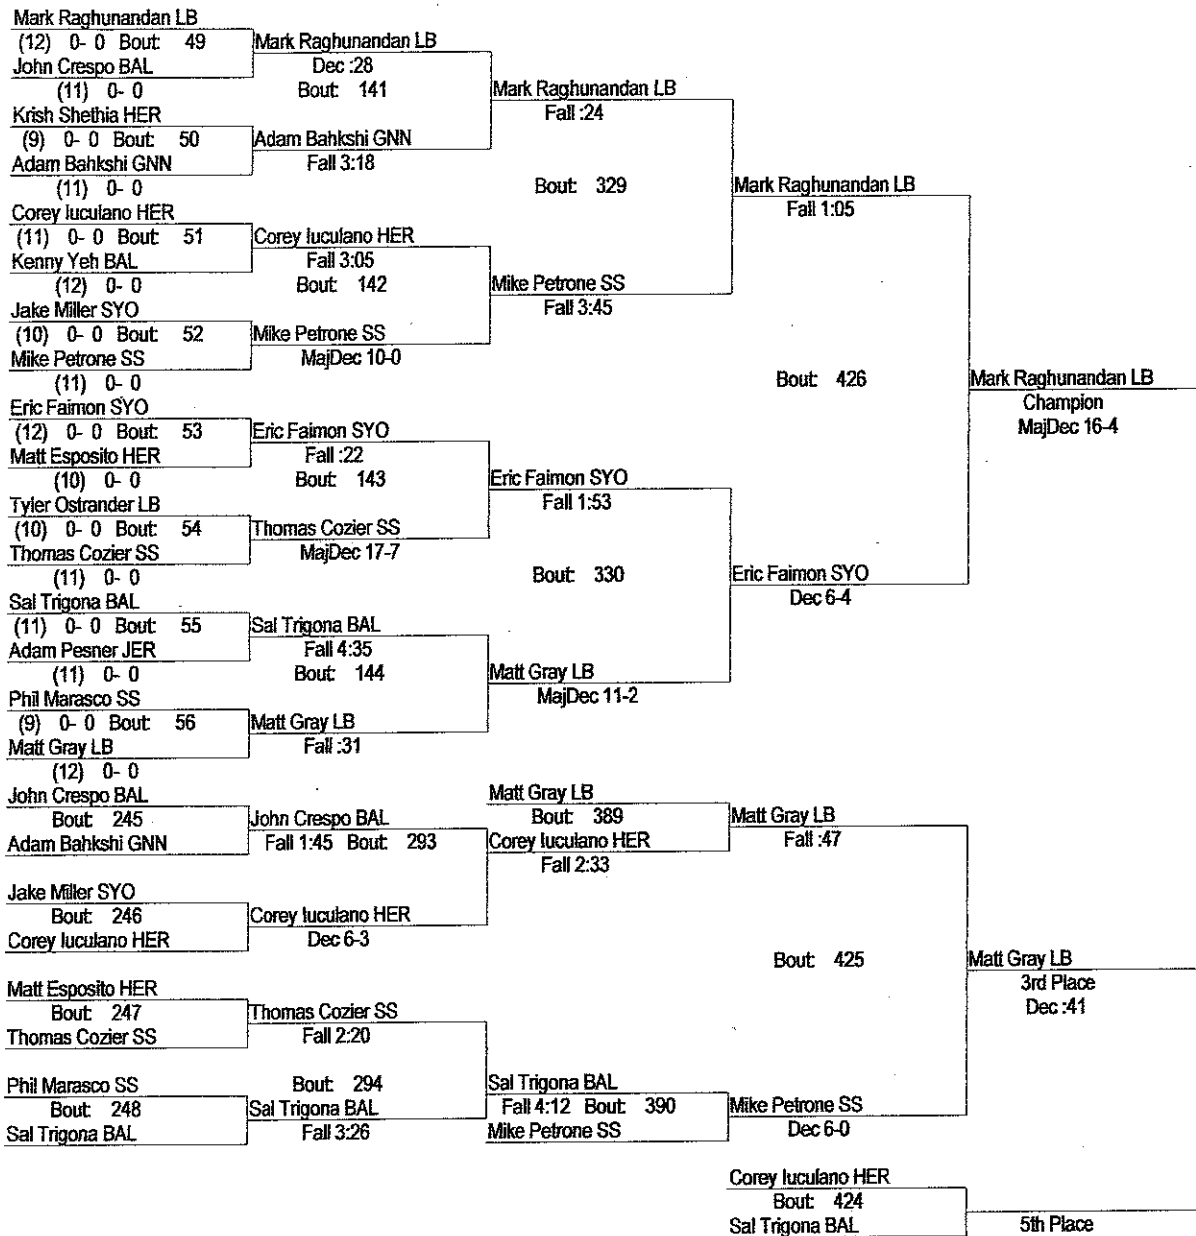 Mark Raghunandan LB
(12) 0- 0 Bout: 49
John Crespo BAL
(11) 0- 0
Krish Shethia HER
(9) 0- 0 Bout: 50
Adam Bahkshi GNN
(11) 0- 0
Corey Iuculano HER
(11) 0- 0 Bout: 51
Kenny Yeh BAL
(12) 0- 0
Jake Miller SYO
(10) 0- 0 Bout: 52
Mike Petrone SS
(11) 0- 0
Eric Faimon SYO
(12) 0- 0 Bout: 53
Matt Esposito HER
(10) 0- 0
Tyler Ostrander LB
(10) 0- 0 Bout: 54
Thomas Cozier SS
(11) 0- 0
Sal Trigona BAL
(11) 0- 0 Bout: 55
Adam Pesner JER
(11) 0- 0
Phil Marasco SS
(9) 0- 0 Bout: 56
Matt Gray LB
(12) 0- 0
Mark Raghunandan LB
Dec :28
Bout: 141
Adam Bahkshi GNN
Fall 3:18
Corey Iuculano HER
Fall 3:05
Bout: 142
Mike Petrone SS
MajDec 10-0
Eric Faimon SYO
Fall :22
Bout: 143
Thomas Cozier SS
MajDec 17-7
Sal Trigona BAL
Fall 4:35
Bout: 144
Matt Gray LB
Fall :31
Mark Raghunandan LB
Fall :24
Bout: 329
Mike Petrone SS
Fall 3:45
Eric Faimon SYO
Fall 1:53
Bout: 330
Matt Gray LB
MajDec 11-2
Mark Raghunandan LB
Fall 1:05
Bout: 426
Eric Faimon SYO
Dec 6-4
Mark Raghunandan LB
Champion
MajDec 16-4
John Crespo BAL
Bout: 245
Adam Bahkshi GNN
Jake Miller SYO
Bout: 246
Corey Iuculano HER
Matt Esposito HER
Bout: 247
Thomas Cozier SS
Phil Marasco SS
Bout: 248
Sal Trigona BAL
John Crespo BAL
Fall 1:45 Bout: 293
Corey Iuculano HER
Dec 6-3
Thomas Cozier SS
Fall 2:20
Bout: 294
Sal Trigona BAL
Fall 3:26
Matt Gray LB
Bout: 389
Corey Iuculano HER
Fall 2:33
Sal Trigona BAL
Fall 4:12 Bout: 390
Mike Petrone SS
Matt Gray LB
Fall :47
Bout: 425
Mike Petrone SS
Dec 6-0
Matt Gray LB
3rd Place
Dec :41
Corey Iuculano HER
Bout: 424
Sal Trigona BAL
5th Place